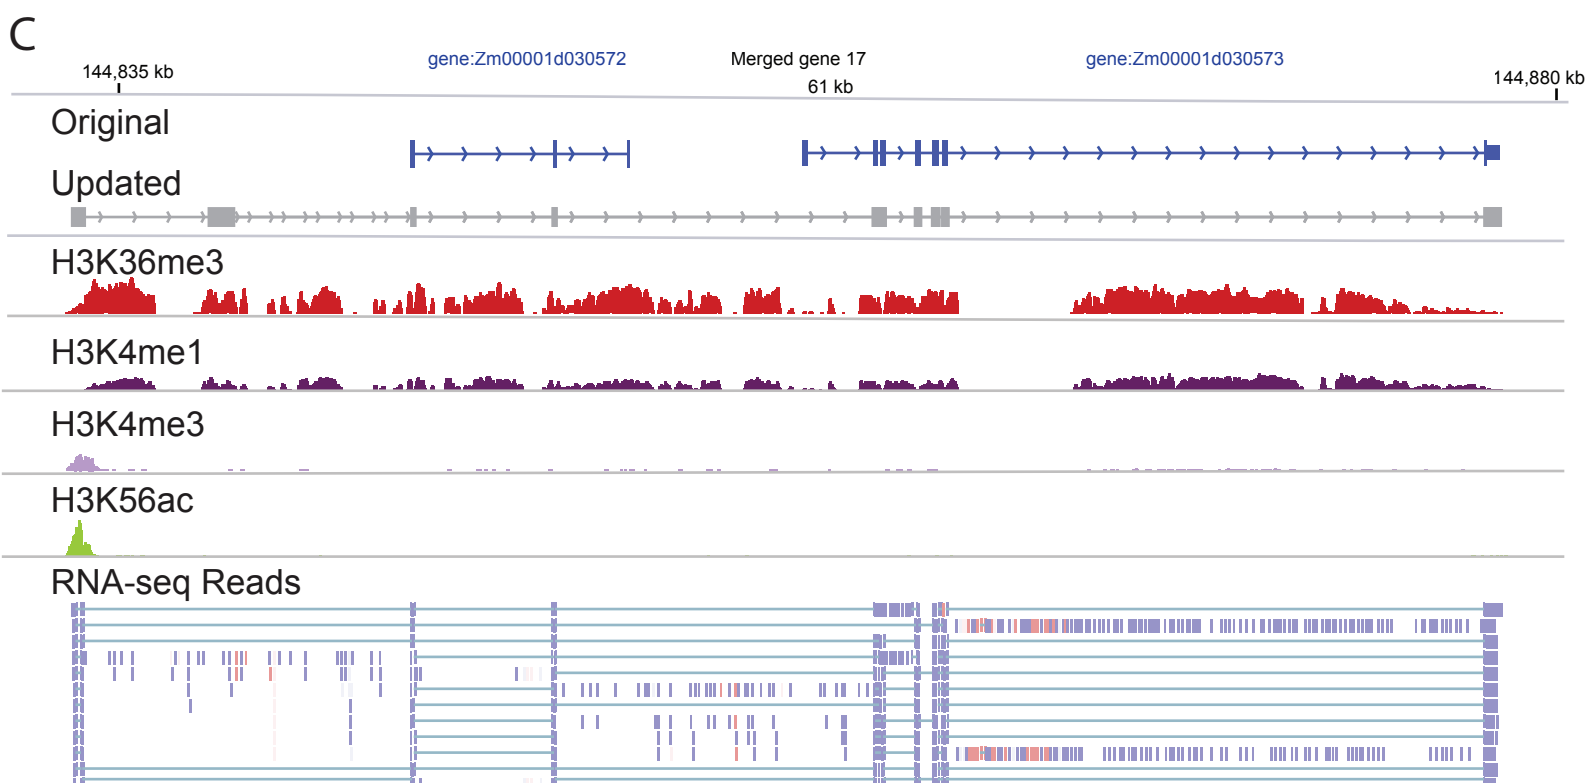 C
gene:Zm00001d030572 Merged gene 17 gene:Zm00001d030573
144,835 kb 61 kb 144,880 kb
Original
Updated
H3K36me3
H3K4me1
H3K4me3
H3K56ac
RNA-seq Reads